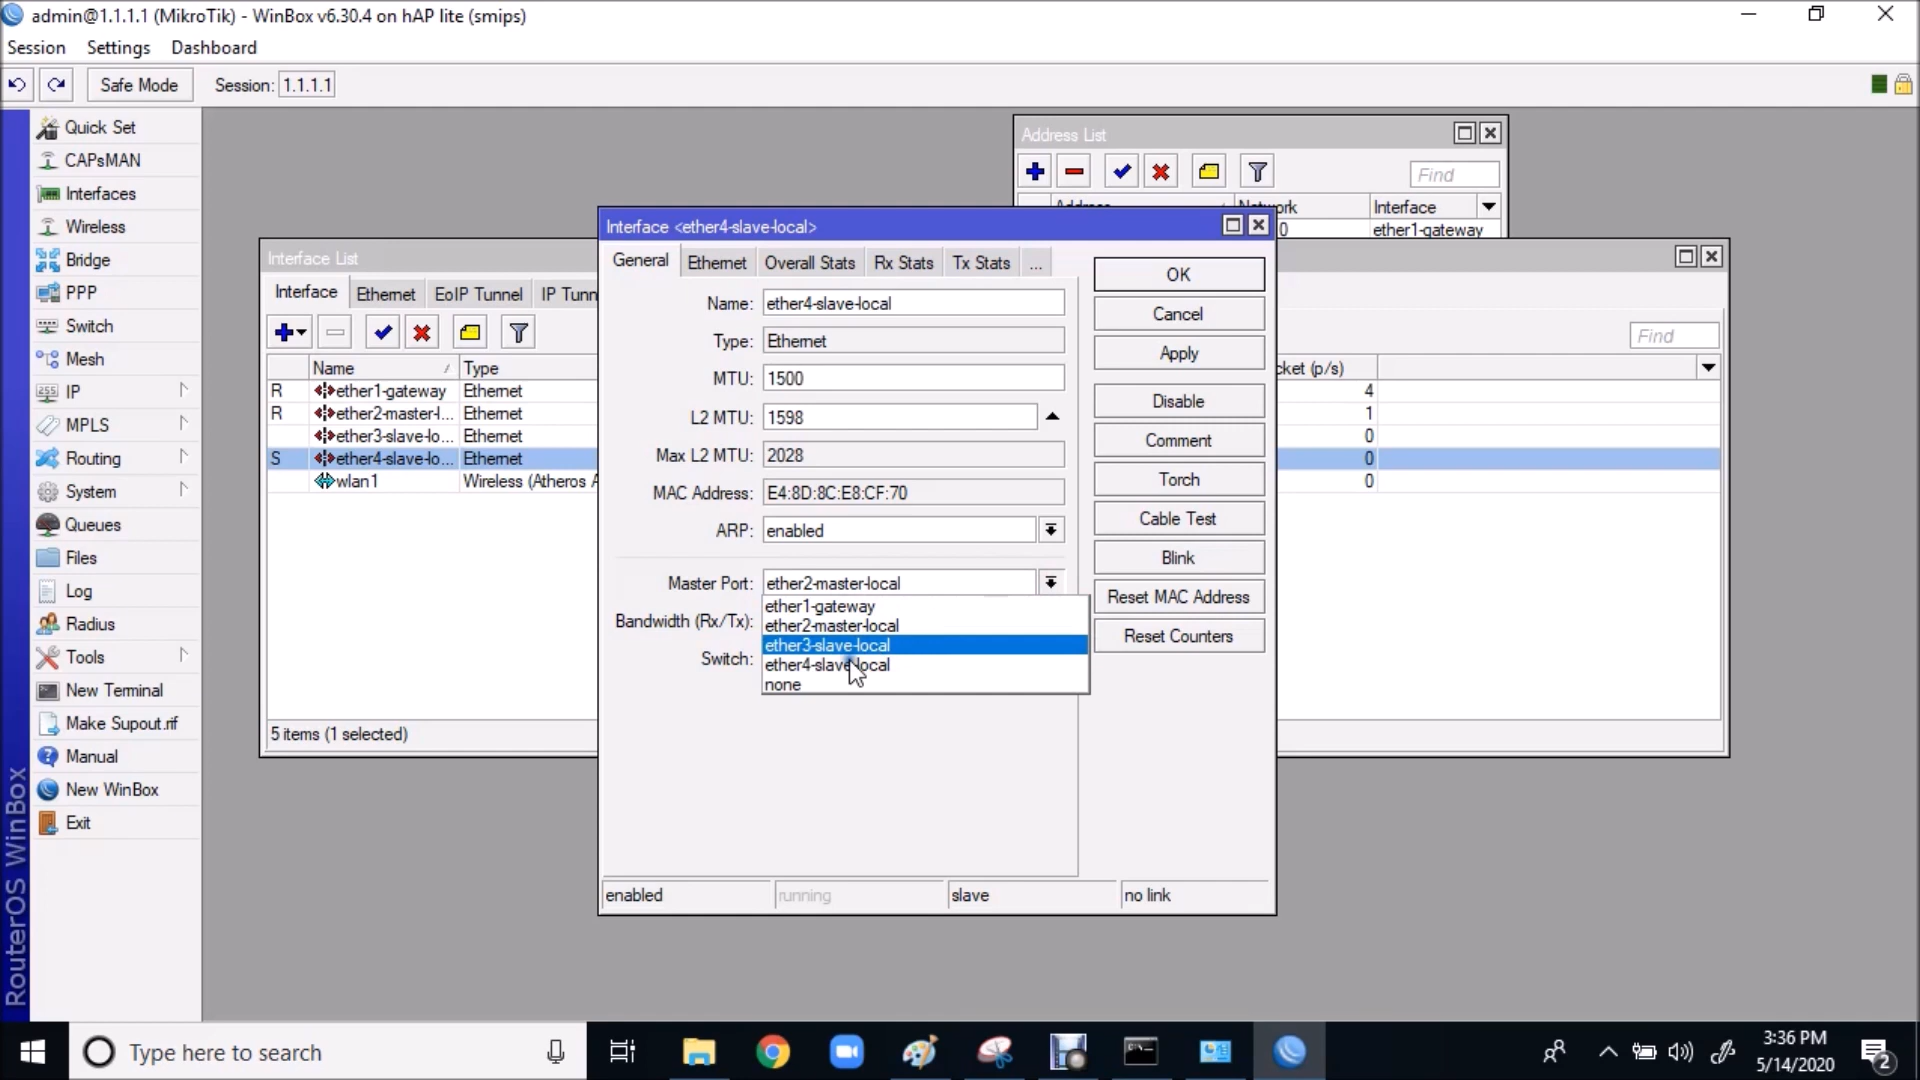 admin@1.1.1.1 (MikroTik) - WinBox v6.30.4 on hAP lite (smips)
Session Settings Dashboard
Safe Mode Session: 1.1.1.1
Quick Set
CAPsMAN
Interfaces
Wireless
Bridge
PPP
Switch
Mesh
IP
MPLS
Routing
System
Queues
Files
Log
Radius
Tools
New Terminal
Make Supout.rif
Manual
New WinBox
Exit
RouterOS WinBox
Address List
Find
Address Network Interface
0 ether1-gateway
Interface List
Interface Ethernet EoIP Tunnel IP Tunn
Find
Name Type cket (p/s)
R ether1-gateway Ethernet 4
R ether2-master-l... Ethernet 1
ether3-slave-lo... Ethernet 0
S ether4-slave-lo... Ethernet 0
wlan1 Wireless (Atheros A 0
5 items (1 selected)
Interface <ether4-slave-local>
General Ethernet Overall Stats Rx Stats Tx Stats ...
Name: ether4-slave-local
Type: Ethernet
MTU: 1500
L2 MTU: 1598
Max L2 MTU: 2028
MAC Address: E4:8D:8C:E8:CF:70
ARP: enabled
Master Port: ether2-master-local
ether1-gateway
ether2-master-local
ether3-slave-local
ether4-slave-local
none
Bandwidth (Rx/Tx):
Switch:
OK
Cancel
Apply
Disable
Comment
Torch
Cable Test
Blink
Reset MAC Address
Reset Counters
enabled running slave no link
Type here to search
3:36 PM
5/14/2020
2